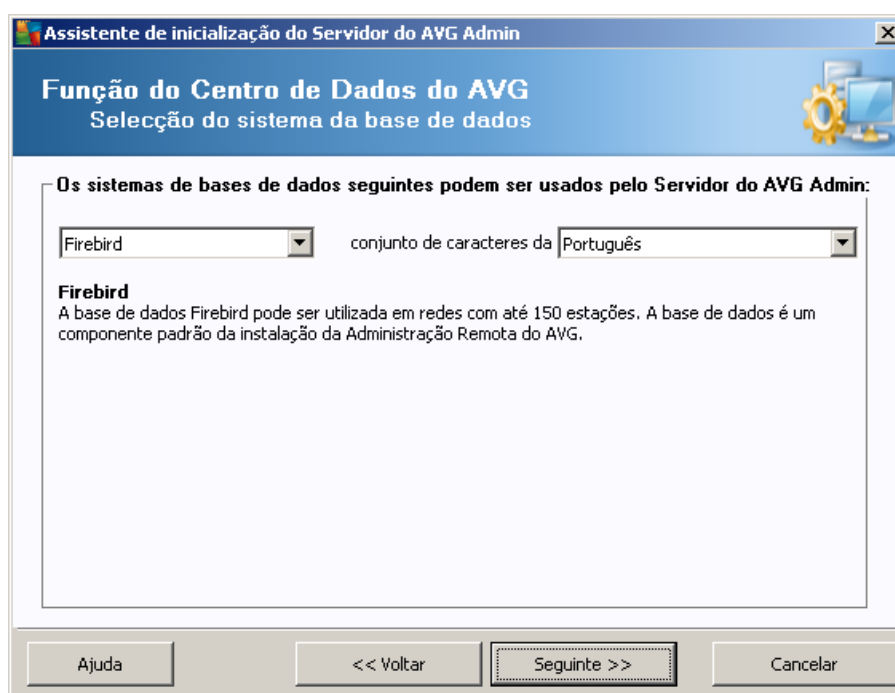 Assistente de inicialização do Servidor do AVG Admin
Função do Centro de Dados do AVG
Selecção do sistema da base de dados
Os sistemas de bases de dados seguintes podem ser usados pelo Servidor do AVG Admin:
Firebird conjunto de caracteres da Português
Firebird
A base de dados Firebird pode ser utilizada em redes com até 150 estações. A base de dados é um
componente padrão da instalação da Administração Remota do AVG.
Ajuda << Voltar Seguinte >> Cancelar